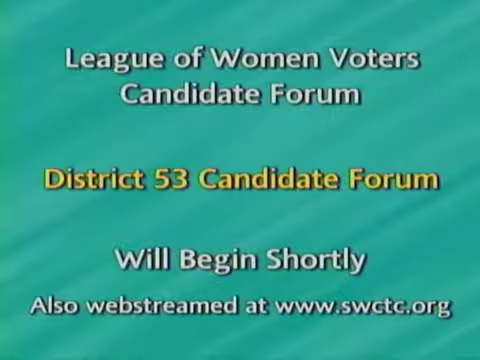 League of Women Voters
Candidate Forum
District 53 Candidate Forum
Will Begin Shortly
Also webstreamed at www.swctc.org